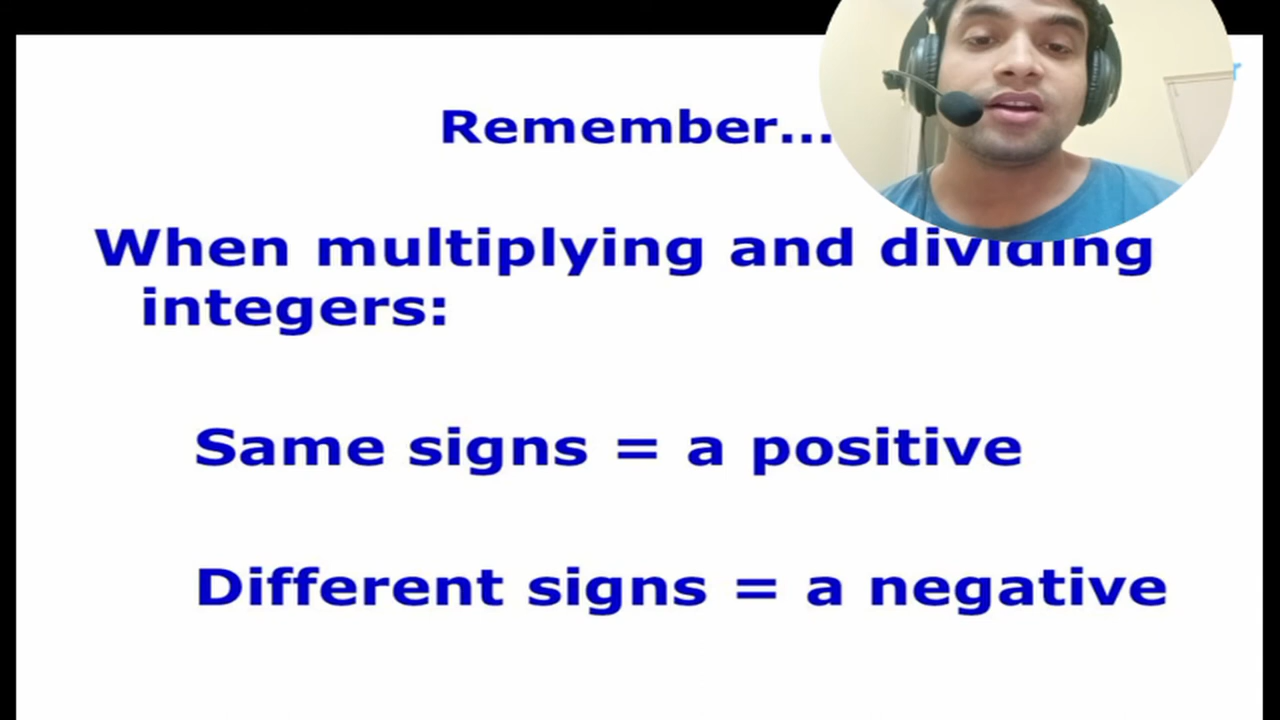 Remember...
When multiplying and dividing
integers:
Same signs = a positive
Different signs = a negative